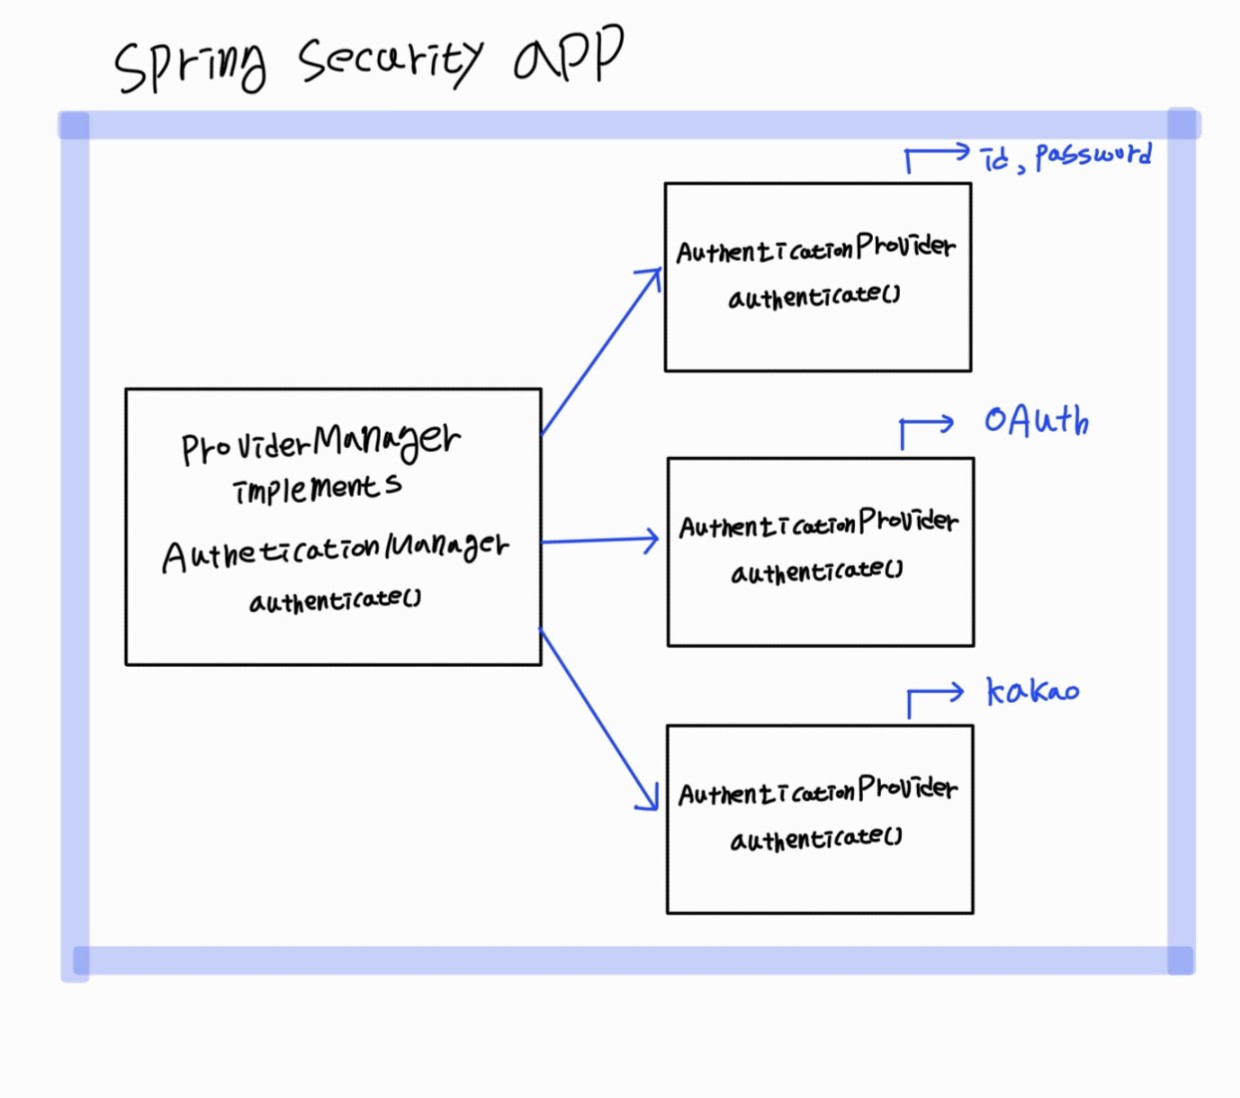 Spring Security app
id, password
AuthenticationProvider
authenticate()
OAuth
ProviderManager
implements
AutheticationManager
authenticate()
AuthenticationProvider
authenticate()
kakao
AuthenticationProvider
authenticate()